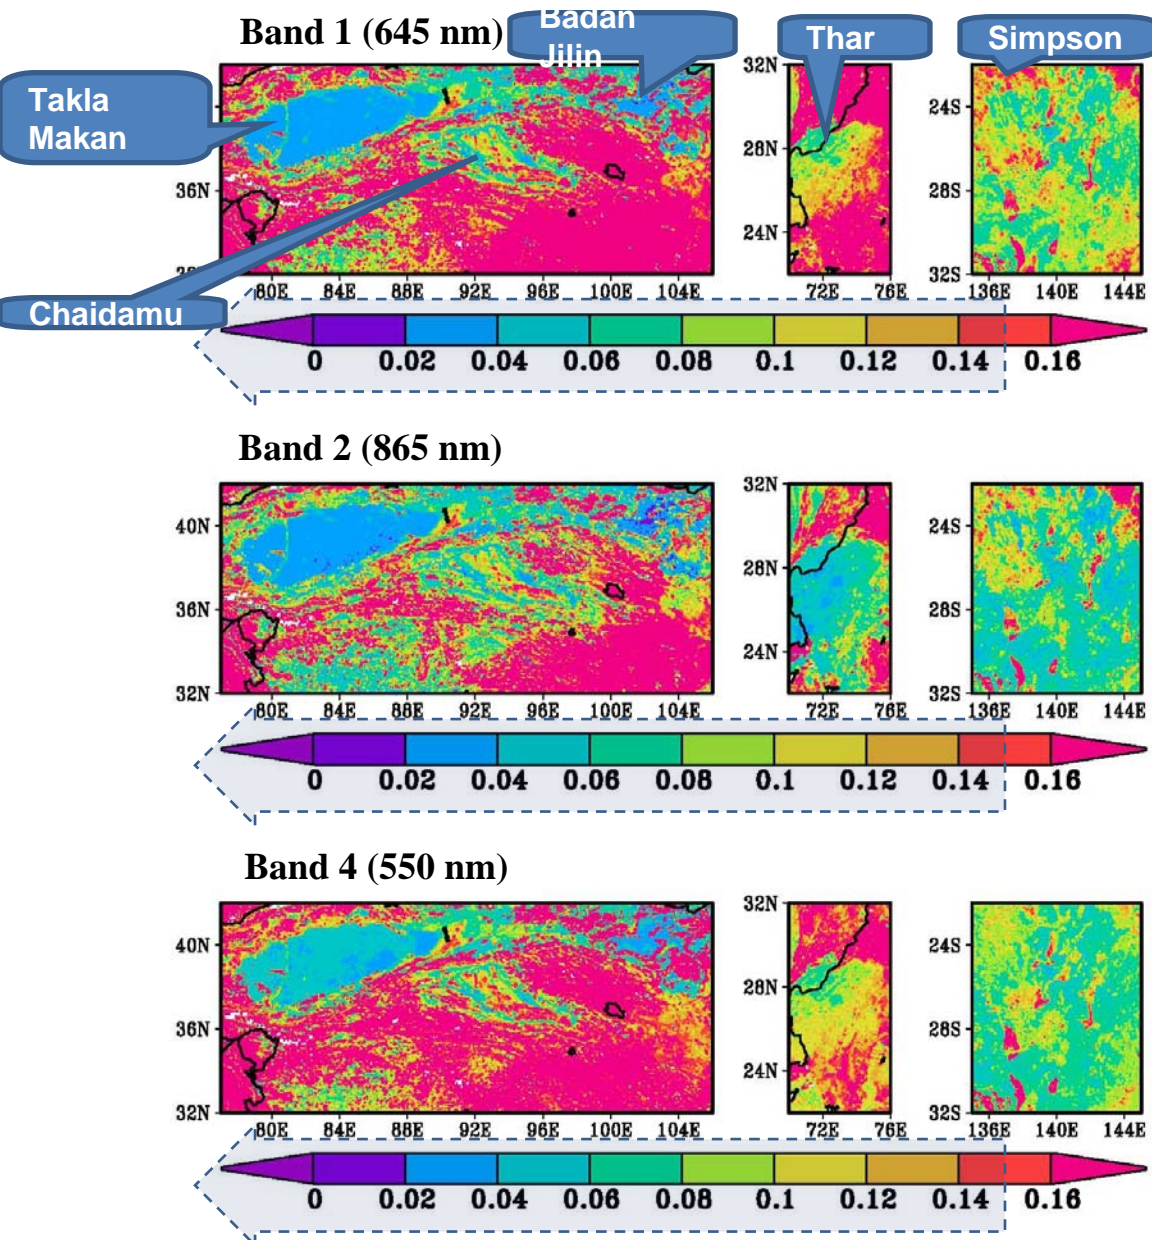 Band 1 (645 nm)
Badan
Jilin
Thar
Simpson
Takla
Makan
Chaidamu
36N
32N
28N
24N
24S
28S
32S
80E 84E 88E 92E 96E 100E 104E
72E 76E
136E 140E 144E
0 0.02 0.04 0.06 0.08 0.1 0.12 0.14 0.16
Band 2 (865 nm)
40N
36N
32N
32N
28N
24N
24S
28S
32S
80E 84E 88E 92E 96E 100E 104E
72E 76E
136E 140E 144E
0 0.02 0.04 0.06 0.08 0.1 0.12 0.14 0.16
Band 4 (550 nm)
40N
36N
32N
32N
28N
24N
24S
28S
32S
80E 84E 88E 92E 96E 100E 104E
72E 76E
136E 140E 144E
0 0.02 0.04 0.06 0.08 0.1 0.12 0.14 0.16